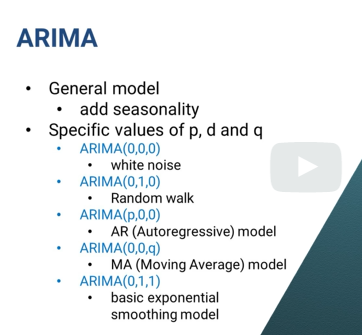 ARIMA
• General model
• add seasonality
• Specific values of p, d and q
• ARIMA(0,0,0)
• white noise
• ARIMA(0,1,0)
• Random walk
• ARIMA(p,0,0)
• AR (Autoregressive) model
• ARIMA(0,0,q)
• MA (Moving Average) model
• ARIMA(0,1,1)
• basic exponential
smoothing model